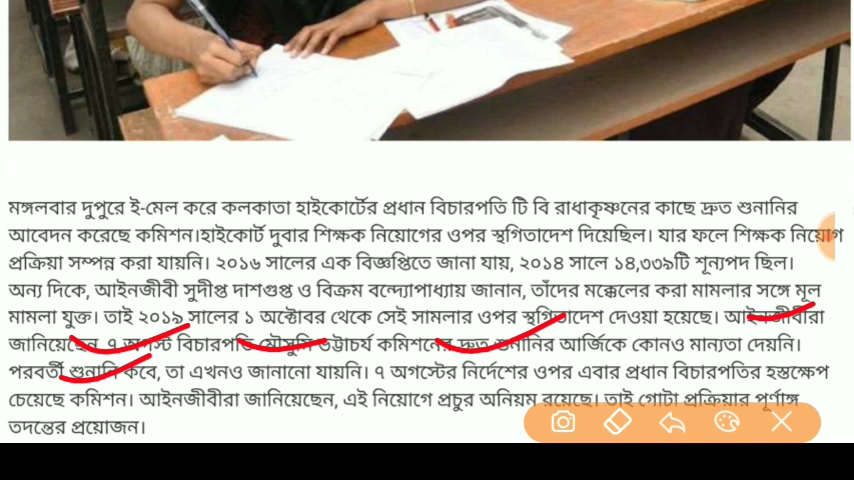 মঙ্গলবার দুপুরে ই-মেল করে কলকাতা হাইকোর্টের প্রধান বিচারপতি টি বি রাধাকৃষ্ণনের কাছে দ্রুত শুনানির
আবেদন করেছে কমিশন।হাইকোর্ট দুবার শিক্ষক নিয়োগের ওপর স্থগিতাদেশ দিয়েছিল। যার ফলে শিক্ষক নিয়োগ
প্রক্রিয়া সম্পন্ন করা যায়নি। ২০১৬ সালের এক বিজ্ঞপ্তিতে জানা যায়, ২০১৪ সালে ১৪,৩৩৯টি শূন্যপদ ছিল।
অন্য দিকে, আইনজীবী সুদীপ্ত দাশগুপ্ত ও বিক্রম বন্দ্যোপাধ্যায় জানান, তাঁদের মক্কেলের করা মামলার সঙ্গে মূল
মামলা যুক্ত। তাই ২০১৯ সালের ১ অক্টোবর থেকে সেই সামলার ওপর স্থগিতাদেশ দেওয়া হয়েছে। আইনজীবীরা
জানিয়েছেন, ৭ অগস্ট বিচারপতি মৌসুমি ভট্টাচর্য কমিশনের দ্রুত শুনানির আর্জিকে কোনও মান্যতা দেয়নি।
পরবর্তী শুনানি কবে, তা এখনও জানানো যায়নি। ৭ অগস্টের নির্দেশের ওপর এবার প্রধান বিচারপতির হস্তক্ষেপ
চেয়েছে কমিশন। আইনজীবীরা জানিয়েছেন, এই নিয়োগে প্রচুর অনিয়ম রয়েছে। তাই গোটা প্রক্রিয়ার পূর্ণাঙ্গ
তদন্তের প্রয়োজন।